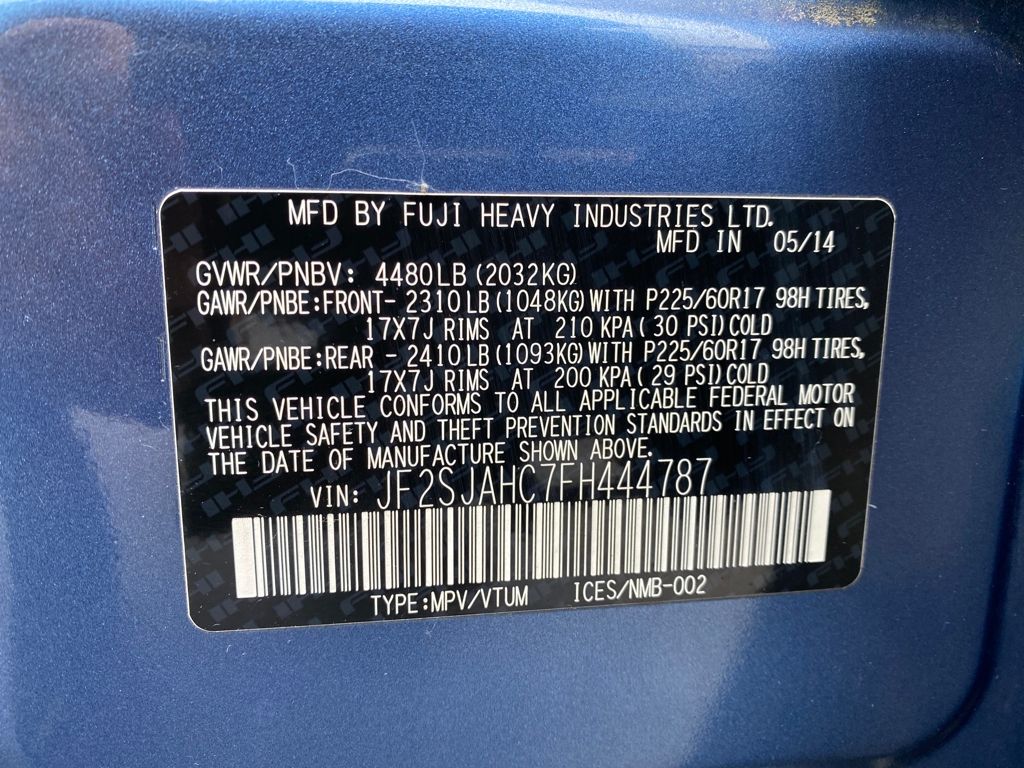 MFD BY FUJI HEAVY INDUSTRIES LTD.
MFD IN 05/14
GVWR/PNBV: 4480LB (2032KG)
GAWR/PNBE:FRONT- 2310LB (1048KG) WITH P225/60R17 98H TIRES,
17X7J RIMS AT 210 KPA ( 30 PSI) COLD
GAWR/PNBE:REAR - 2410LB (1093KG) WITH P225/60R17 98H TIRES,
17X7J RIMS AT 200 KPA ( 29 PSI) COLD
THIS VEHICLE CONFORMS TO ALL APPLICABLE FEDERAL MOTOR
VEHICLE SAFETY AND THEFT PREVENTION STANDARDS IN EFFECT ON
THE DATE OF MANUFACTURE SHOWN ABOVE.
VIN: JF2SJAHC7FH444787
TYPE:MPV/VTUM ICES/NMB-002